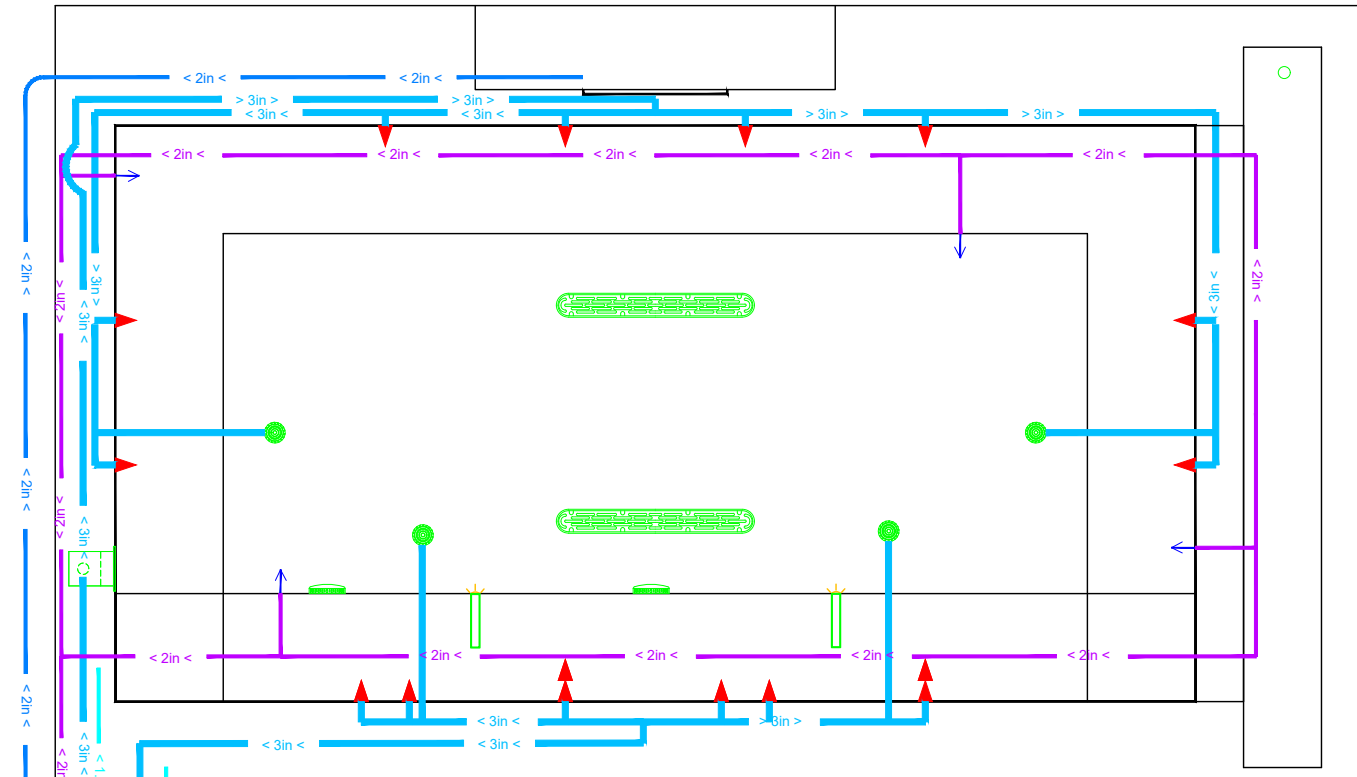 < 2in < < 2in <
> 3in > > 3in >
< 3in < < 3in < > 3in > > 3in >
< 2in < < 2in < < 2in < < 2in < < 2in <
< 2in <
< 2in <
> 3in >
< 3in <
< 3in <
< 2in <
< 2in <
< 2in <
< 3in <
< 2in < < 2in < < 2in < < 2in < < 2in <
< 2in <
< 3in < > 3in >
< 3in < < 3in <
< 3in <